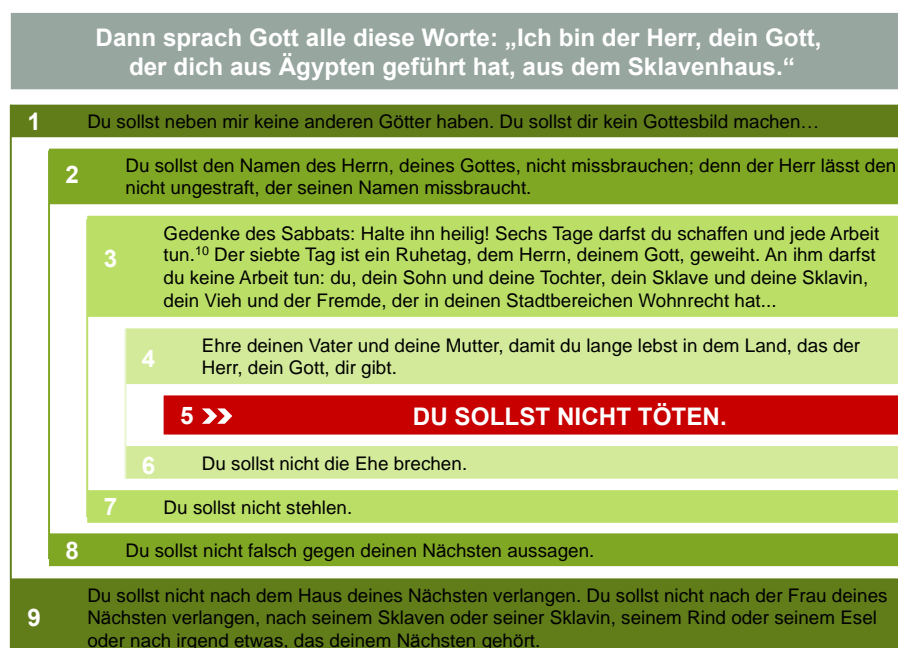 Dann sprach Gott alle diese Worte: „Ich bin der Herr, dein Gott,
der dich aus Ägypten geführt hat, aus dem Sklavenhaus.“
1 Du sollst neben mir keine anderen Götter haben. Du sollst dir kein Gottesbild machen…
2 Du sollst den Namen des Herrn, deines Gottes, nicht missbrauchen; denn der Herr lässt den
nicht ungestraft, der seinen Namen missbraucht.
3 Gedenke des Sabbats: Halte ihn heilig! Sechs Tage darfst du schaffen und jede Arbeit
tun.¹⁰ Der siebte Tag ist ein Ruhetag, dem Herrn, deinem Gott, geweiht. An ihm darfst
du keine Arbeit tun: du, dein Sohn und deine Tochter, dein Sklave und deine Sklavin,
dein Vieh und der Fremde, der in deinen Stadtbereichen Wohnrecht hat...
4 Ehre deinen Vater und deine Mutter, damit du lange lebst in dem Land, das der
Herr, dein Gott, dir gibt.
5 DU SOLLST NICHT TÖTEN.
6 Du sollst nicht die Ehe brechen.
7 Du sollst nicht stehlen.
8 Du sollst nicht falsch gegen deinen Nächsten aussagen.
9 Du sollst nicht nach dem Haus deines Nächsten verlangen. Du sollst nicht nach der Frau deines
Nächsten verlangen, nach seinem Sklaven oder seiner Sklavin, seinem Rind oder seinem Esel
oder nach irgend etwas, das deinem Nächsten gehört.